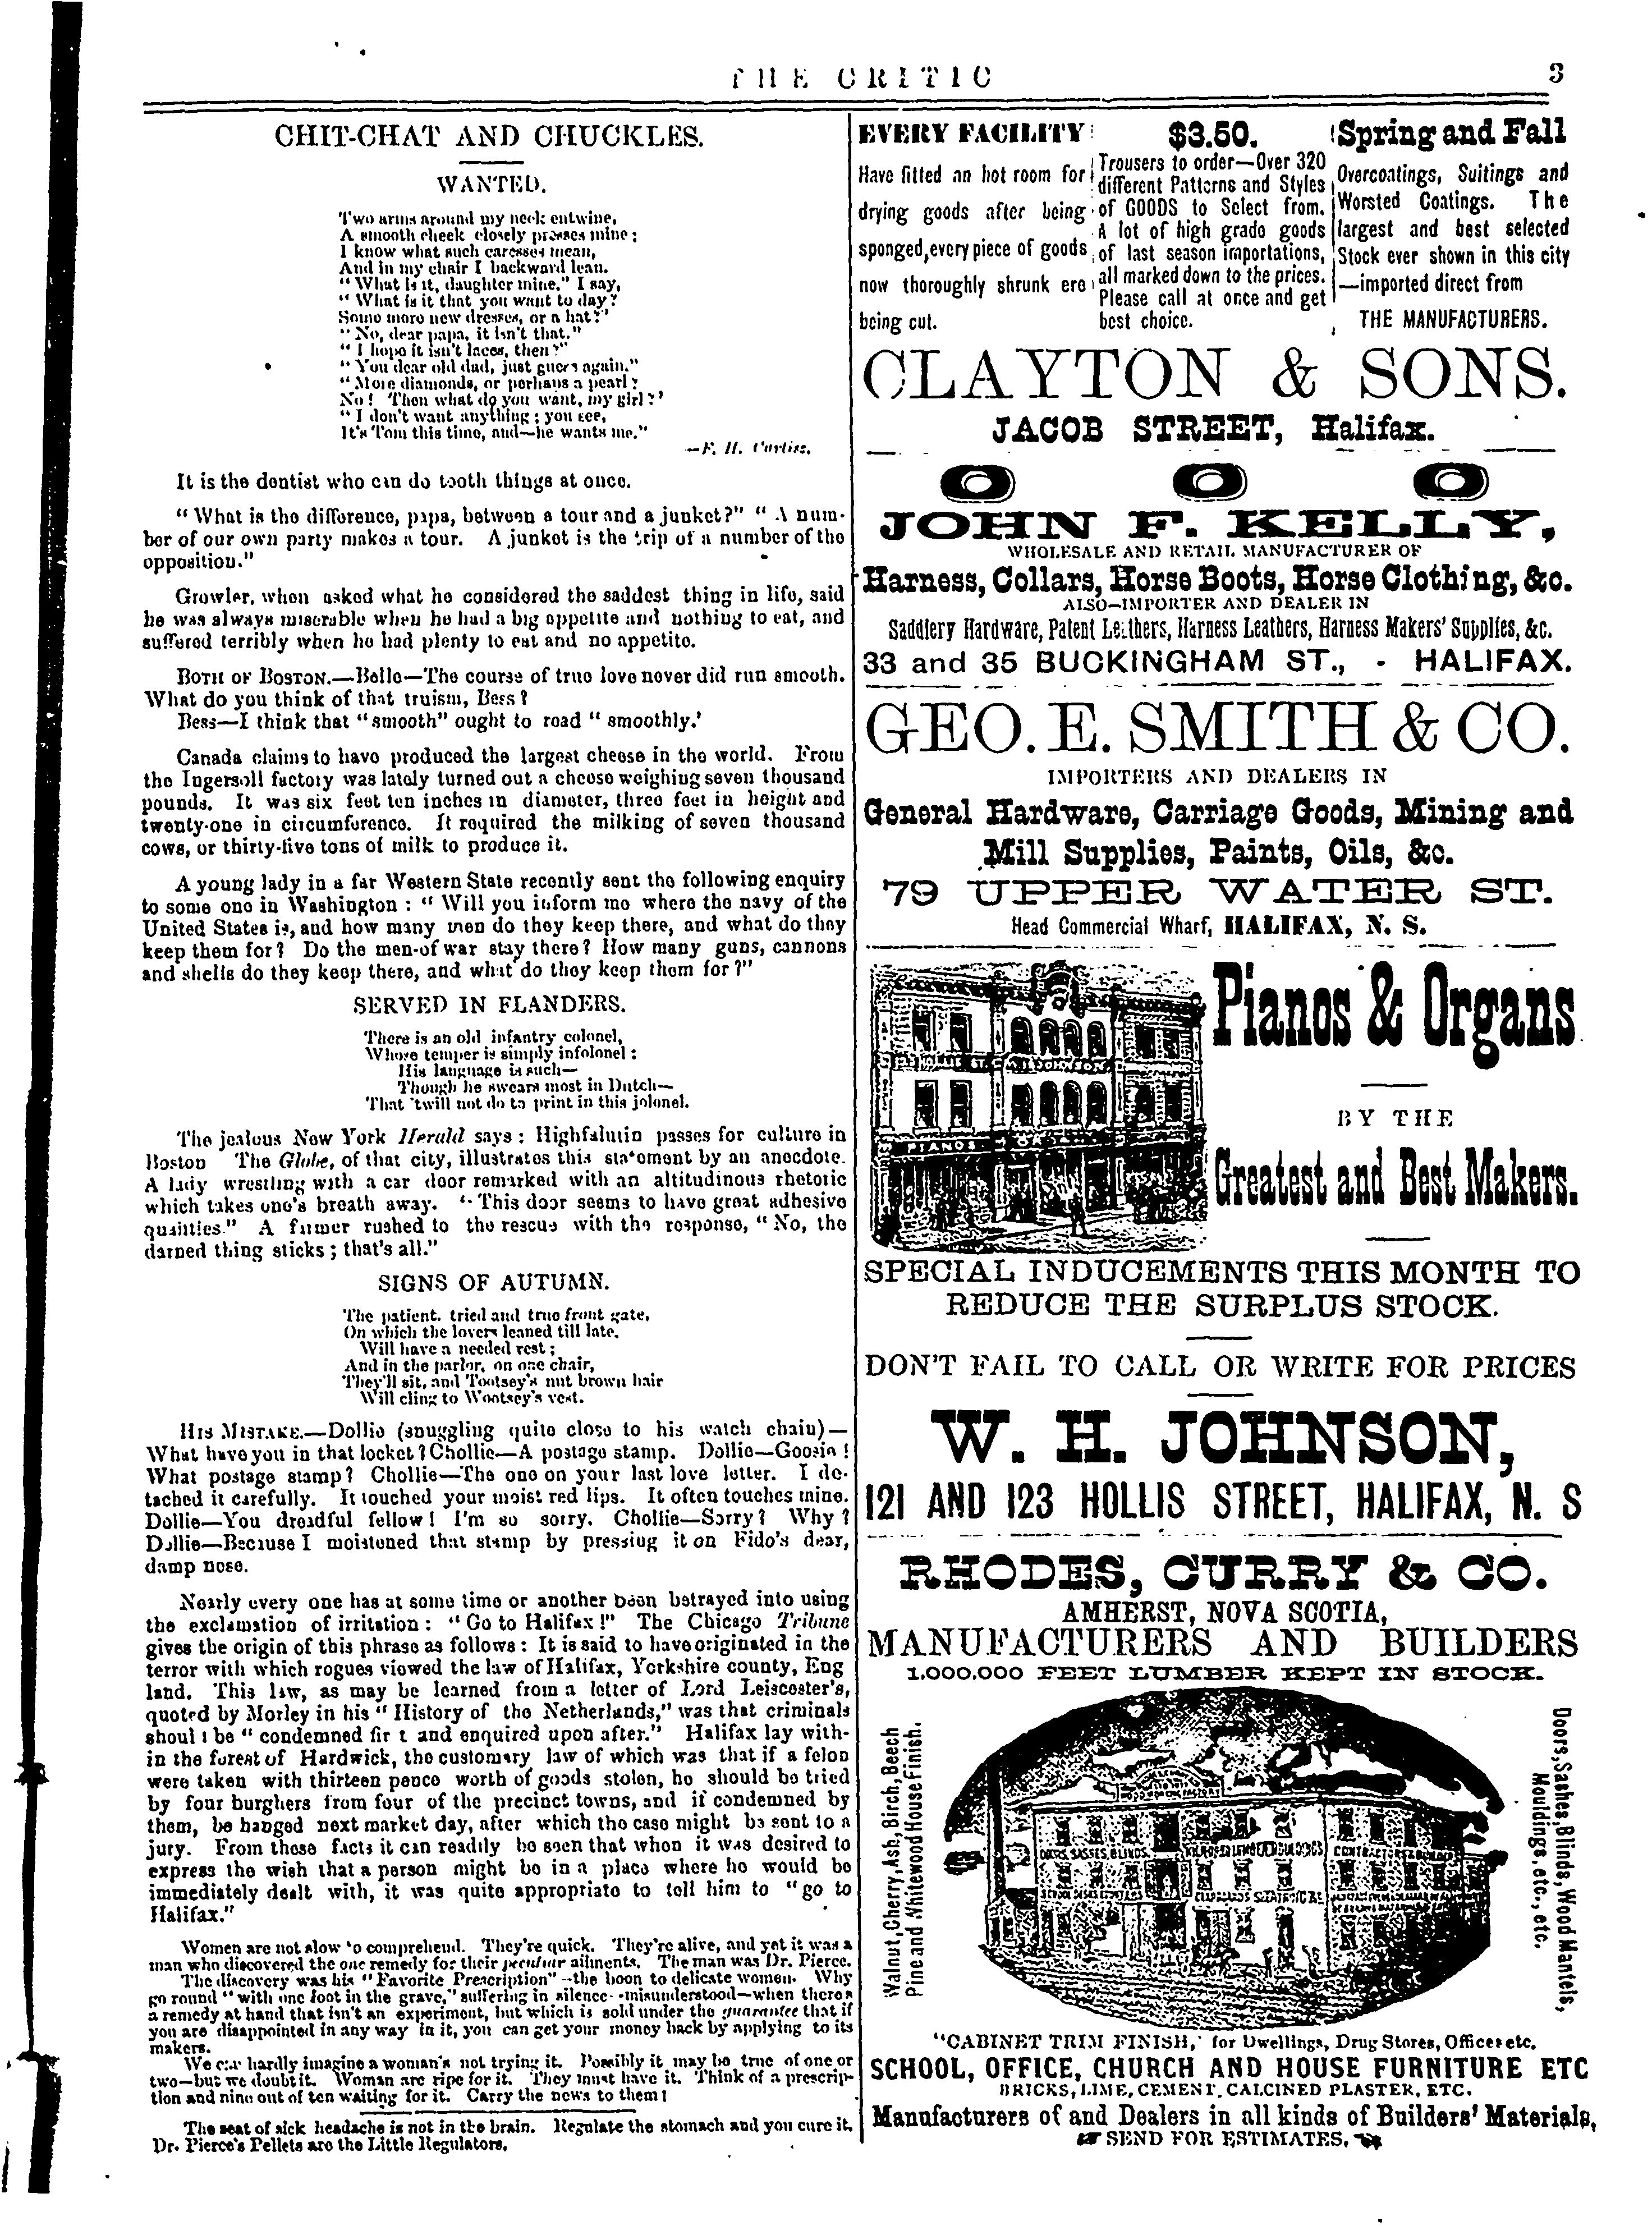 THE CRITIC
3
CHIT-CHAT AND CHUCKLES.
WANTED.
Two arms around my neck entwine,
A smooth cheek closely presses mine;
I know what such caresses mean,
And in my chair I backward lean.
"What is it, daughter mine," I say,
"What is it that you want to day?
Some more new dresses, or a hat?"
"No, dear papa, it isn't that."
"I hope it isn't laces, then?"
"You dear old dad, just guess again."
"More diamonds, or perhaps a pearl?
No! Then what do you want, my girl?"
"I don't want anything; you see,
It's Tom this time, and—he wants me."
—F. H. Curtiss.
It is the dentist who can do tooth things at once.
"What is the difference, papa, between a tour and a junket?" "A num-
ber of our own party makes a tour. A junket is the trip of a number of the
opposition."
Growler, when asked what he considered the saddest thing in life, said
he was always miserable when he had a big appetite and nothing to eat, and
suffered terribly when he had plenty to eat and no appetite.
BOTH OF BOSTON.—Belle—The course of true love never did run smooth.
What do you think of that truism, Bess?
Bess—I think that "smooth" ought to read "smoothly.'
Canada claims to have produced the largest cheese in the world. From
the Ingersoll factory was lately turned out a cheese weighing seven thousand
pounds. It was six feet ten inches in diameter, three feet in height and
twenty-one in circumference. It required the milking of seven thousand
cows, or thirty-five tons of milk to produce it.
A young lady in a far Western State recently sent the following enquiry
to some one in Washington: "Will you inform me where the navy of the
United States is, and how many men do they keep there, and what do they
keep them for? Do the men-of war stay there? How many guns, cannons
and shells do they keep there, and what do they keep them for?"
SERVED IN FLANDERS.
There is an old infantry colonel,
Whose temper is simply infolonel:
His language is such—
Though he swears most in Dutch—
That 'twill not do to print in this jolonel.
The jealous New York Herald says: Highfalutin passes for culture in
Boston The Globe, of that city, illustrates this statement by an anecdote.
A lady wrestling with a car door remarked with an altitudinous rhetoric
which takes one's breath away. "This door seems to have great adhesive
qualities." A farmer rushed to the rescue with the response, "No, the
darned thing sticks; that's all."
SIGNS OF AUTUMN.
The patient, tried and true front gate,
On which the lovers leaned till late,
Will have a needed rest;
And in the parlor, on one chair,
They'll sit, and Tootsey's nut brown hair
Will cling to Wootsey's vest.
HIS MISTAKE.—Dollie (snuggling quite close to his watch chain)—
What have you in that locket? Chollie—A postage stamp. Dollie—Goosie!
What postage stamp? Chollie—The one on your last love letter. I de-
tached it carefully. It touched your moist red lips. It often touches mine.
Dollie—You dreadful fellow! I'm so sorry. Chollie—Sorry? Why?
Dollie—Because I moistened that stamp by pressing it on Fido's dear,
damp nose.
Nearly every one has at some time or another been betrayed into using
the exclamation of irritation: "Go to Halifax!" The Chicago Tribune
gives the origin of this phrase as follows: It is said to have originated in the
terror with which rogues viewed the law of Halifax, Yorkshire county, Eng
land. This law, as may be learned from a letter of Lord Leiscester's,
quoted by Morley in his "History of the Netherlands," was that criminals
should be "condemned first and enquired upon after." Halifax lay with-
in the forest of Hardwick, the customary law of which was that if a felon
were taken with thirteen pence worth of goods stolen, he should be tried
by four burghers from four of the precinct towns, and if condemned by
them, be hanged next market day, after which the case might be sent to a
jury. From these facts it can readily be seen that when it was desired to
express the wish that a person might be in a place where he would be
immediately dealt with, it was quite appropriate to tell him to "go to
Halifax."
Women are not slow to comprehend. They're quick. They're alive, and yet it was a
man who discovered the one remedy for their peculiar ailments. The man was Dr. Pierce.
The discovery was his "Favorite Prescription"—the boon to delicate women. Why
go round "with one foot in the grave," suffering in silence—misunderstood—when there's
a remedy at hand that isn't an experiment, but which is sold under the guarantee that if
you are disappointed in any way in it, you can get your money back by applying to its
makers.
We can hardly imagine a woman's not trying it. Possibly it may be true of one or
two—but we doubt it. Woman are ripe for it. They must have it. Think of a prescrip-
tion and nine out of ten waiting for it. Carry the news to them!
The seat of sick headache is not in the brain. Regulate the stomach and you cure it.
Dr. Pierce's Pellets are the Little Regulators.
EVERY FACILITY
Have fitted an hot room for
drying goods after being
sponged, every piece of goods
now thoroughly shrunk ere
being cut.
$3.50.
Trousers to order—Over 320
different Patterns and Styles
of GOODS to Select from.
A lot of high grade goods
of last season importations,
all marked down to the prices.
Please call at once and get
best choice.
Spring and Fall
Overcoatings, Suitings and
Worsted Coatings. The
largest and best selected
Stock ever shown in this city
—imported direct from
THE MANUFACTURERS.
CLAYTON & SONS.
JACOB STREET, Halifax.
O O O
JOHN F. KELLY,
WHOLESALE AND RETAIL MANUFACTURER OF
Harness, Collars, Horse Boots, Horse Clothing, &c.
ALSO—IMPORTER AND DEALER IN
Saddlery Hardware, Patent Leathers, Harness Leathers, Harness Makers' Supplies, &c.
33 and 35 BUCKINGHAM ST., - HALIFAX.
GEO. E. SMITH & CO.
IMPORTERS AND DEALERS IN
General Hardware, Carriage Goods, Mining and
Mill Supplies, Paints, Oils, &c.
79 UPPER WATER ST.
Head Commercial Wharf, HALIFAX, N. S.
PIANOS
Pianos & Organs
BY THE
Greatest and Best Makers.
SPECIAL INDUCEMENTS THIS MONTH TO
REDUCE THE SURPLUS STOCK.
DON'T FAIL TO CALL OR WRITE FOR PRICES
W. H. JOHNSON,
121 AND 123 HOLLIS STREET, HALIFAX, N. S
RHODES, CURRY & CO.
AMHERST, NOVA SCOTIA,
MANUFACTURERS AND BUILDERS
1,000,000 FEET LUMBER KEPT IN STOCK.
Walnut, Cherry, Ash, Birch, Beech
Pine and Whitewood House Finish.
DOORS, SASHES, BLINDS
Doors, Sashes, Blinds, Wood Mantels,
Mouldings, etc., etc.
"CABINET TRIM FINISH,' for Dwellings, Drug Stores, Offices etc.
SCHOOL, OFFICE, CHURCH AND HOUSE FURNITURE ETC
BRICKS, LIME, CEMENT, CALCINED PLASTER, ETC.
Manufacturers of and Dealers in all kinds of Builders' Materials,
SEND FOR ESTIMATES.